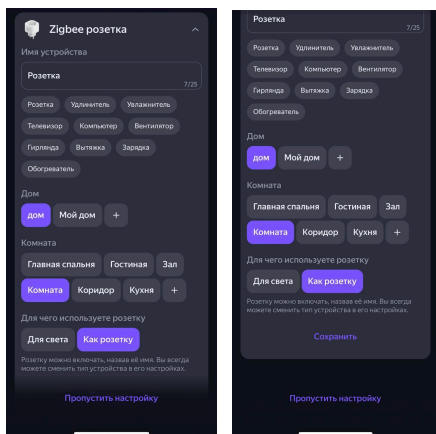 Zigbee розетка
Имя устройства
Розетка
7/25
Розетка Удлинитель Увлажнитель
Телевизор Компьютер Вентилятор
Гирлянда Вытяжка Зарядка
Обогреватель
Дом
дом Мой дом +
Комната
Главная спальня Гостиная Зал
Комната Коридор Кухня +
Для чего используете розетку
Для света Как розетку
Розетку можно включать, назвав её имя. Вы всегда
можете сменить тип устройства в его настройках.
Пропустить настройку
Розетка
7/25
Розетка Удлинитель Увлажнитель
Телевизор Компьютер Вентилятор
Гирлянда Вытяжка Зарядка
Обогреватель
Дом
дом Мой дом +
Комната
Главная спальня Гостиная Зал
Комната Коридор Кухня +
Для чего используете розетку
Для света Как розетку
Розетку можно включать, назвав её имя. Вы всегда
можете сменить тип устройства в его настройках.
Сохранить
Пропустить настройку